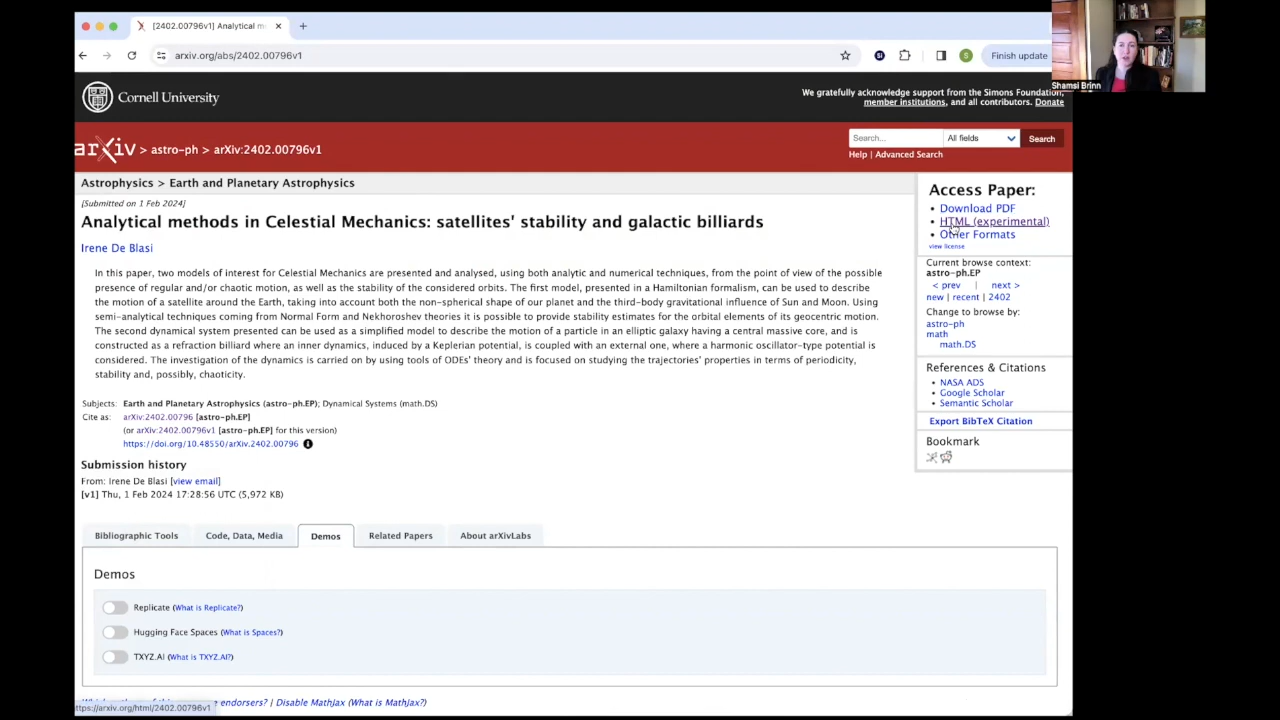 [2402.00796v1] Analytical m
arxiv.org/abs/2402.00796v1
Finish update
Shamsi Brinn
Cornell University
We gratefully acknowledge support from the Simons Foundation,
member institutions, and all contributors. Donate
arXiv > astro-ph > arXiv:2402.00796v1
Search...
All fields
Search
Help | Advanced Search
Astrophysics > Earth and Planetary Astrophysics
[Submitted on 1 Feb 2024]
Analytical methods in Celestial Mechanics: satellites' stability and galactic billiards
Irene De Blasi
In this paper, two models of interest for Celestial Mechanics are presented and analysed, using both analytic and numerical techniques, from the point of view of the possible
presence of regular and/or chaotic motion, as well as the stability of the considered orbits. The first model, presented in a Hamiltonian formalism, can be used to describe
the motion of a satellite around the Earth, taking into account both the non-spherical shape of our planet and the third-body gravitational influence of Sun and Moon. Using
semi-analytical techniques coming from Normal Form and Nekhoroshev theories it is possible to provide stability estimates for the orbital elements of its geocentric motion.
The second dynamical system presented can be used as a simplified model to describe the motion of a particle in an elliptic galaxy having a central massive core, and is
constructed as a refraction billiard where an inner dynamics, induced by a Keplerian potential, is coupled with an external one, where a harmonic oscillator-type potential is
considered. The investigation of the dynamics is carried on by using tools of ODEs' theory and is focused on studying the trajectories' properties in terms of periodicity,
stability and, possibly, chaoticity.
Subjects: Earth and Planetary Astrophysics (astro-ph.EP); Dynamical Systems (math.DS)
Cite as: arXiv:2402.00796 [astro-ph.EP]
(or arXiv:2402.00796v1 [astro-ph.EP] for this version)
https://doi.org/10.48550/arXiv.2402.00796
Submission history
From: Irene De Blasi [view email]
[v1] Thu, 1 Feb 2024 17:28:56 UTC (5,972 KB)
Access Paper:
Download PDF
HTML (experimental)
Other Formats
view license
Current browse context:
astro-ph.EP
< prev | next >
new | recent | 2402
Change to browse by:
astro-ph
math
math.DS
References & Citations
NASA ADS
Google Scholar
Semantic Scholar
Export BibTeX Citation
Bookmark
Bibliographic Tools
Code, Data, Media
Demos
Related Papers
About arXivLabs
Demos
Replicate (What is Replicate?)
Hugging Face Spaces (What is Spaces?)
TXYZ.AI (What is TXYZ.AI?)
endorsers? | Disable MathJax (What is MathJax?)
ttps://arxiv.org/html/2402.00796v1